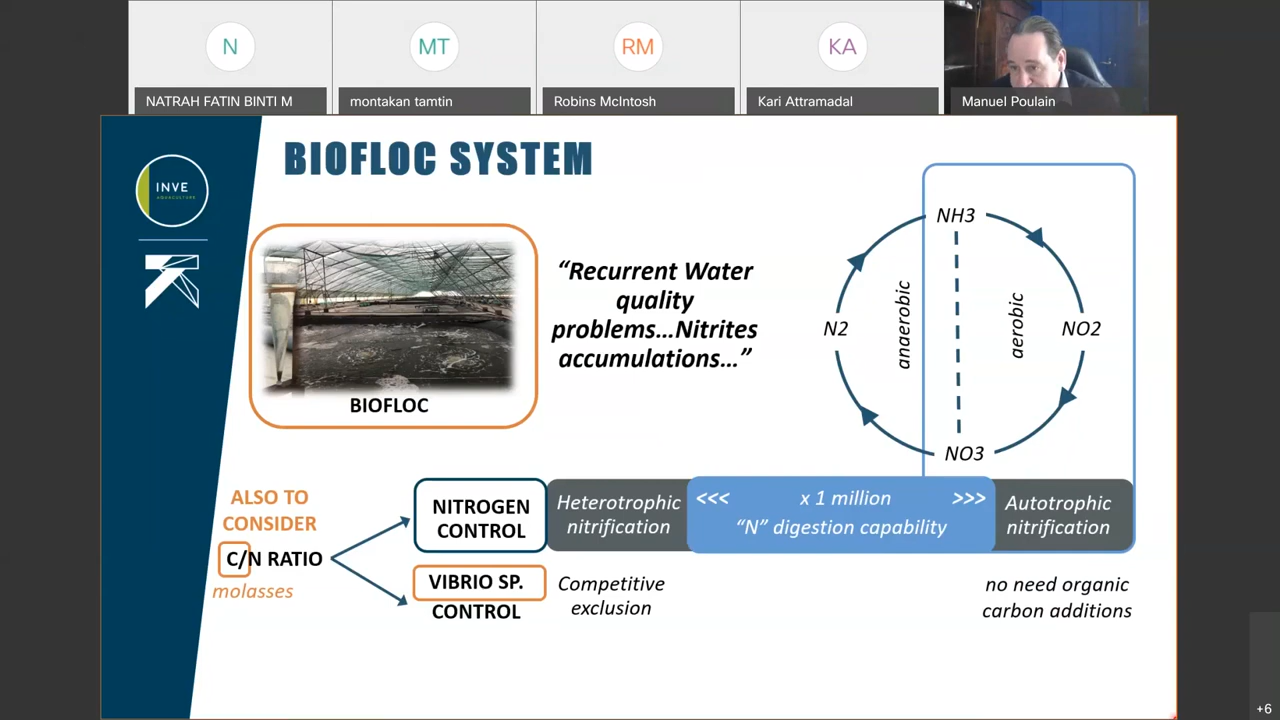 N
MT
RM
KA
NATRAH FATIN BINTI M
montakan tamtin
Robins McIntosh
Kari Attramadal
Manuel Poulain
BIOFLOC SYSTEM
INVE
AQUACULTURE
BIOFLOC
“Recurrent Water
quality
problems...Nitrites
accumulations...”
NH3
N2
anaerobic
aerobic
NO2
NO3
ALSO TO
CONSIDER
C/N RATIO
molasses
NITROGEN
CONTROL
Heterotrophic
nitrification
<<< x 1 million >>>
“N” digestion capability
Autotrophic
nitrification
VIBRIO SP.
CONTROL
Competitive
exclusion
no need organic
carbon additions
+6